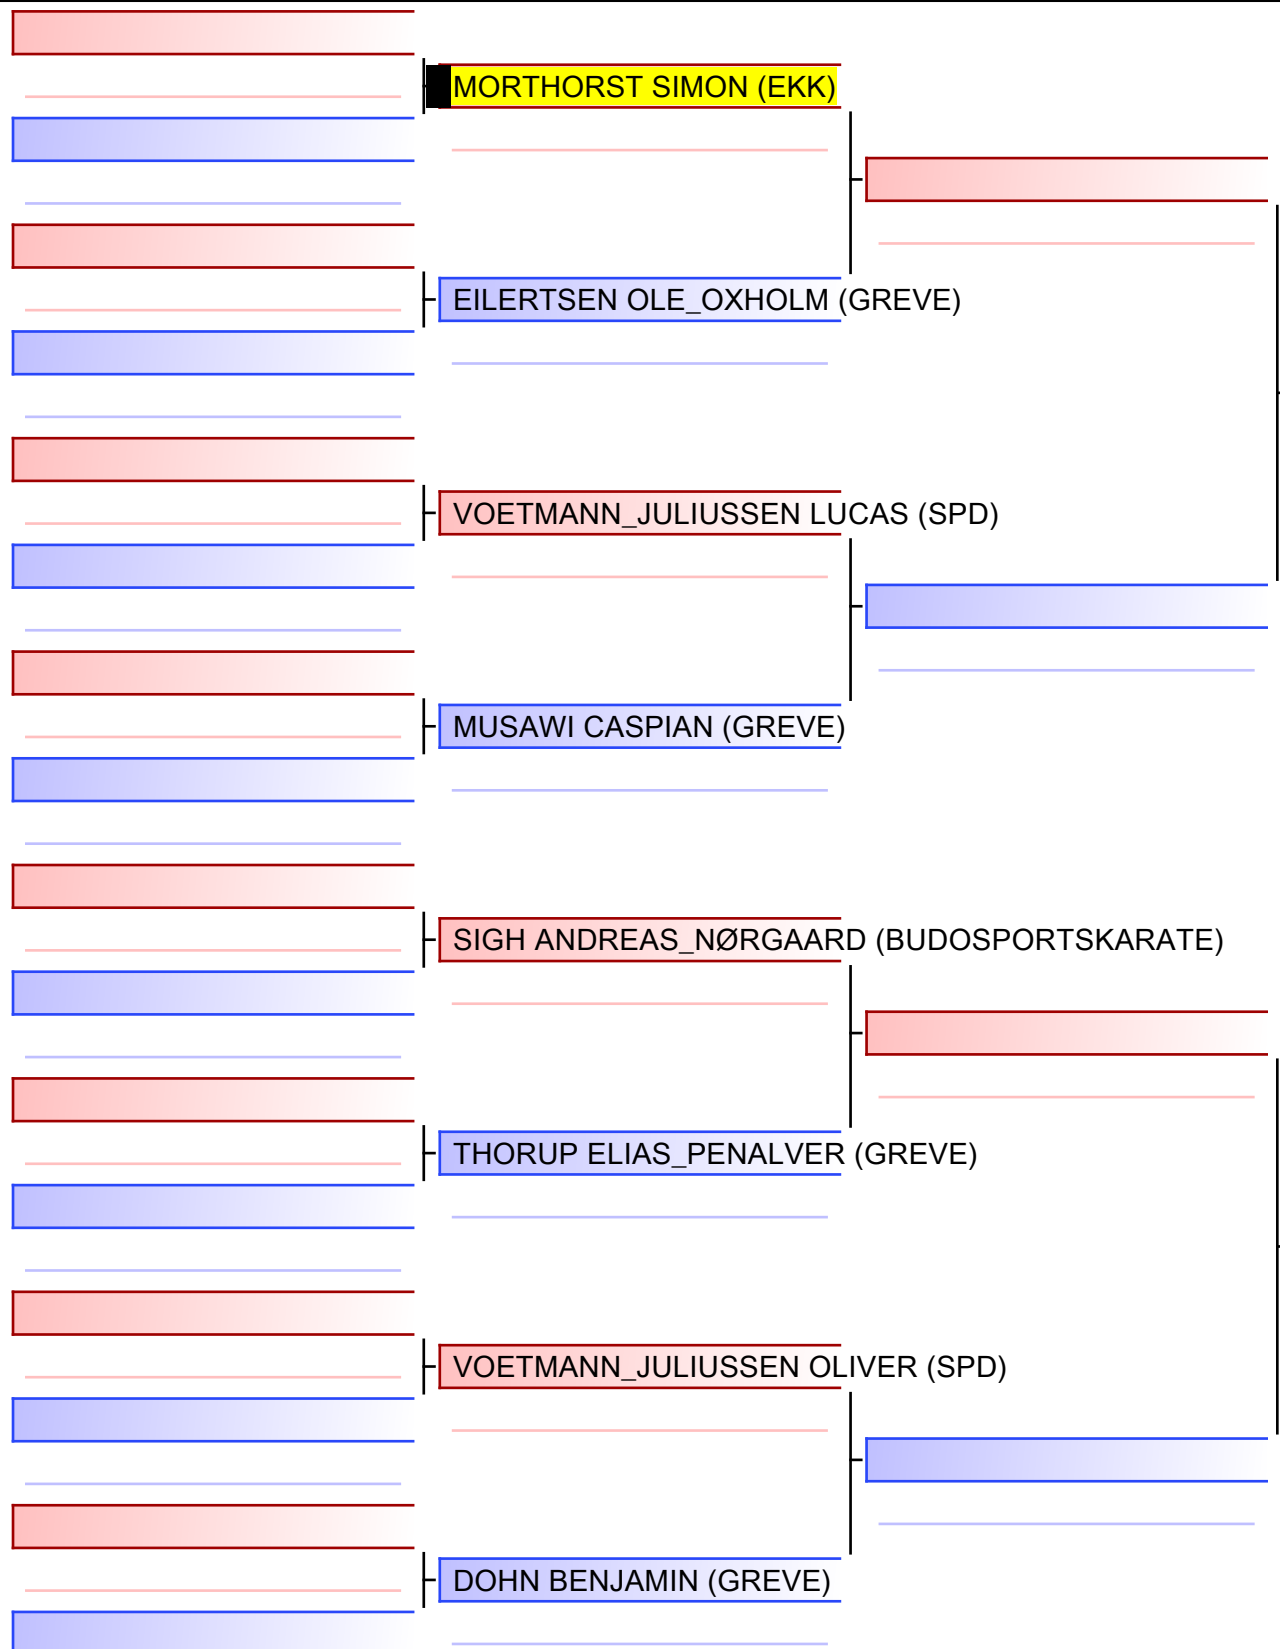 MORTHORST SIMON (EKK)
EILERTSEN OLE_OXHOLM (GREVE)
VOETMANN_JULIUSSEN LUCAS (SPD)
MUSAWI CASPIAN (GREVE)
SIGH ANDREAS_NØRGAARD (BUDOSPORTSKARATE)
THORUP ELIAS_PENALVER (GREVE)
VOETMANN_JULIUSSEN OLIVER (SPD)
DOHN BENJAMIN (GREVE)